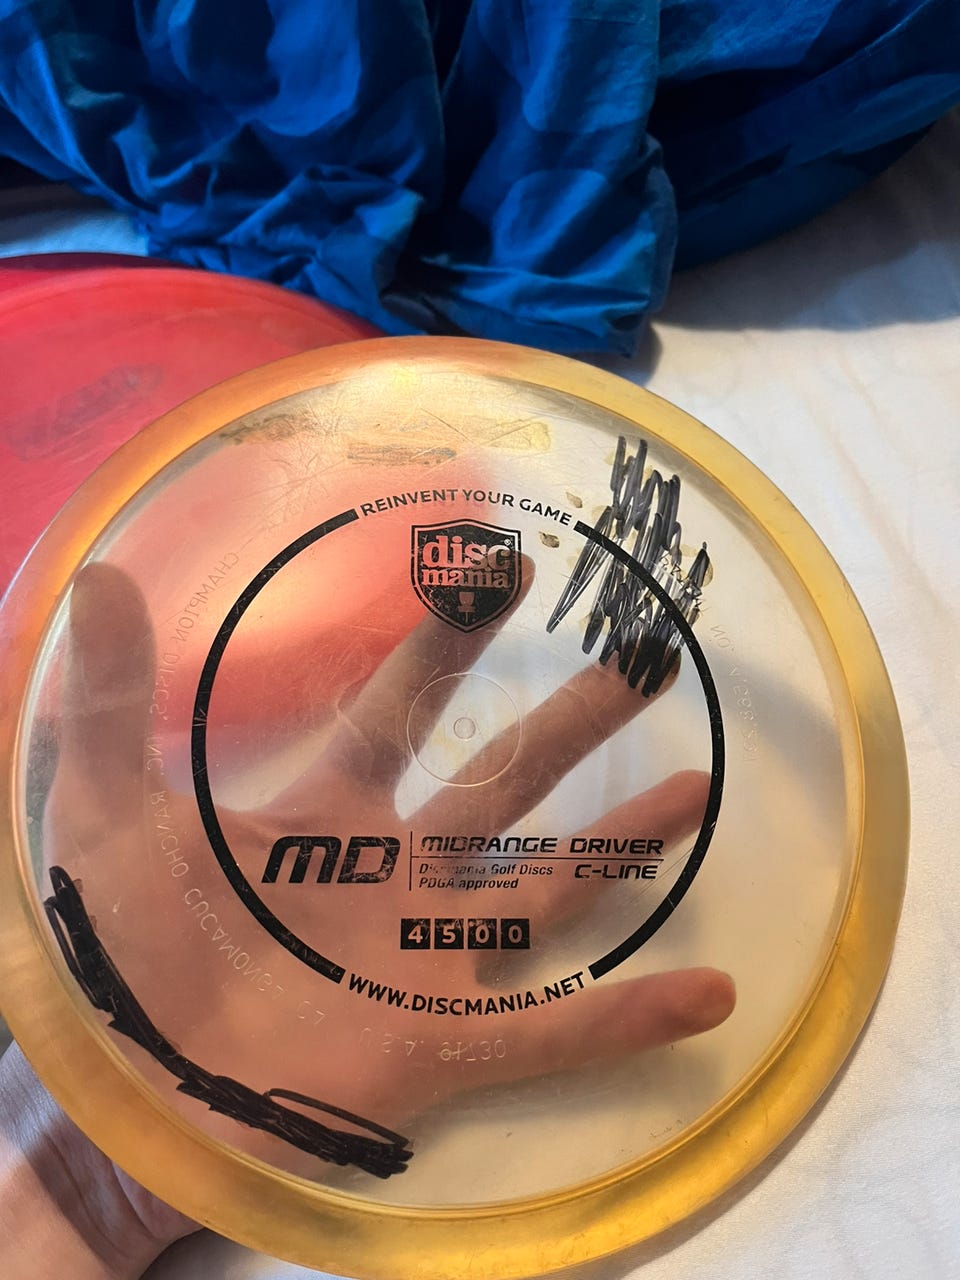 REINVENT YOUR GAME
disc
mania
MD
MIDRANGE DRIVER
Discmania Golf Discs C-LINE
PDGA approved
4500
WWW.DISCMANIA.NET
CHAMPION DISCS, INC. RANCHO CUCAMONGA, CA
U.S.A. 91730